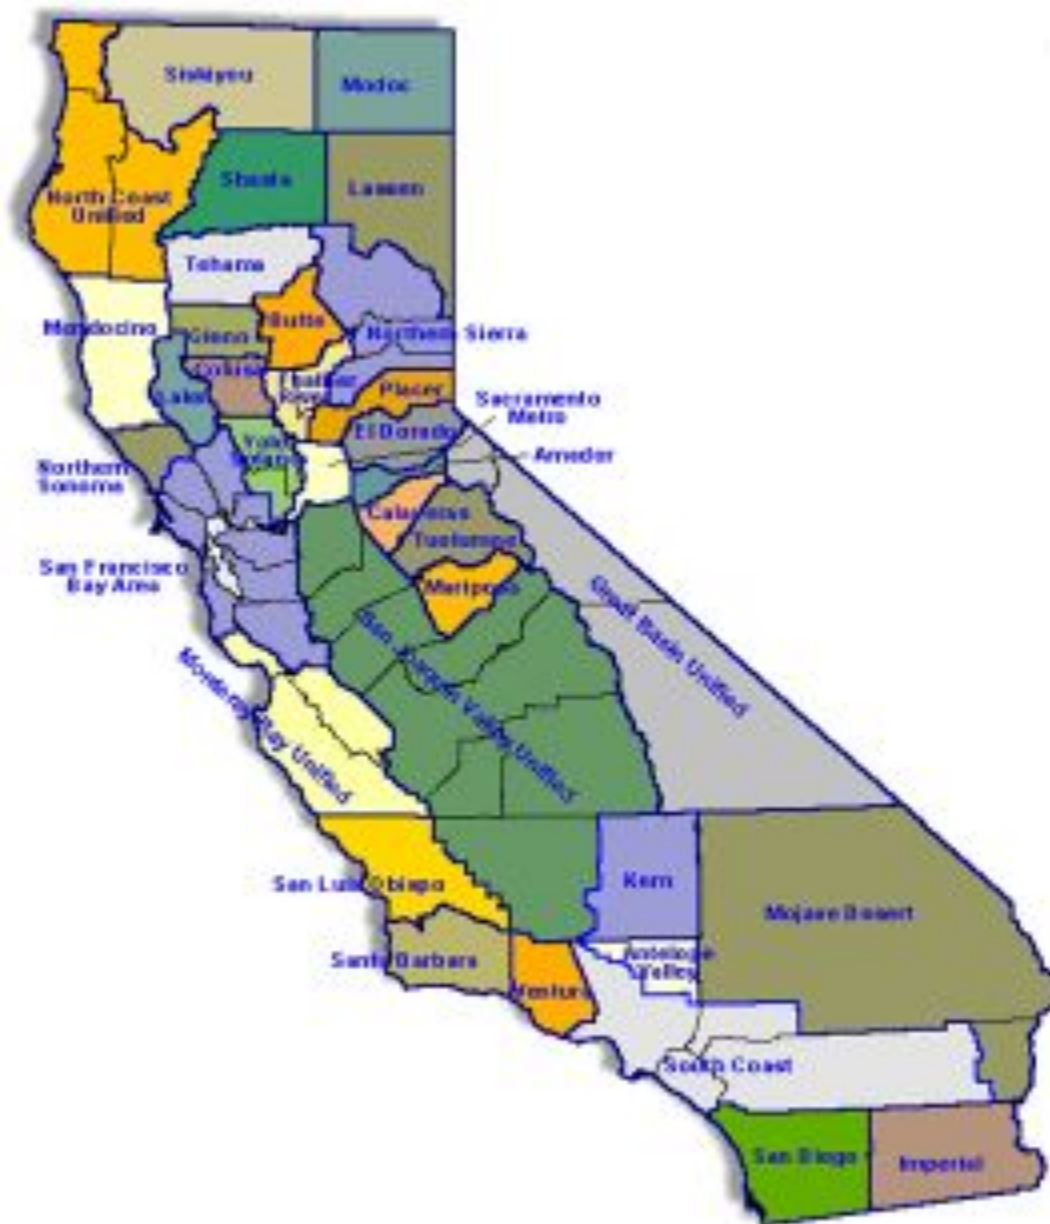 Siskiyou
Modoc
Shasta
Lassen
North Coast
Unified
Tehama
Mendocino
Glenn
Butte
Northern Sierra
Colusa
Lake
Feather
River
Placer
Sacramento
Metro
Yolo
Solano
El Dorado
Amador
Northern
Sonoma
Calaveras
Tuolumne
San Francisco
Bay Area
Mariposa
Great Basin Unified
San Joaquin Valley Unified
Monterey Bay Unified
San Luis Obispo
Kern
Mojave Desert
Santa Barbara
Antelope
Valley
Ventura
South Coast
San Diego
Imperial